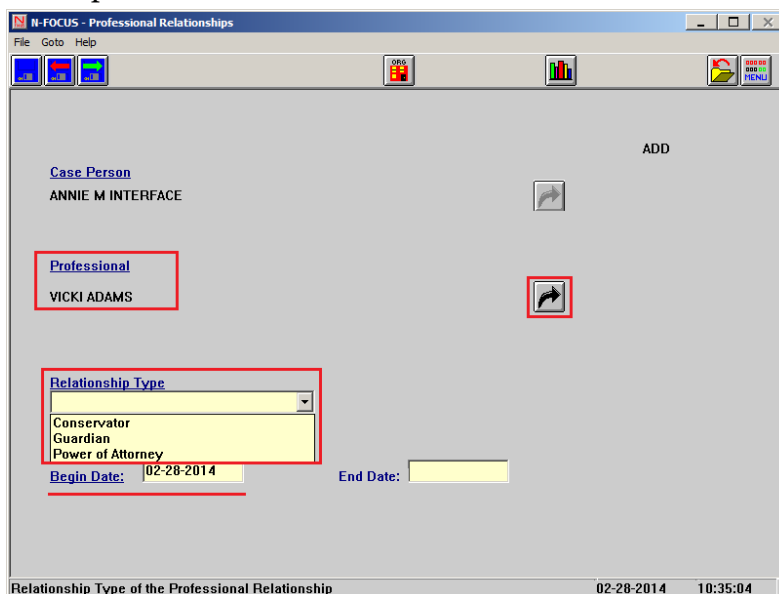 N-FOCUS - Professional Relationships
File Goto Help
ORG
MENU
ADD
Case Person
ANNIE M INTERFACE
Professional
VICKI ADAMS
Relationship Type
Conservator
Guardian
Power of Attorney
Begin Date: 02-28-2014 End Date:
Relationship Type of the Professional Relationship 02-28-2014 10:35:04